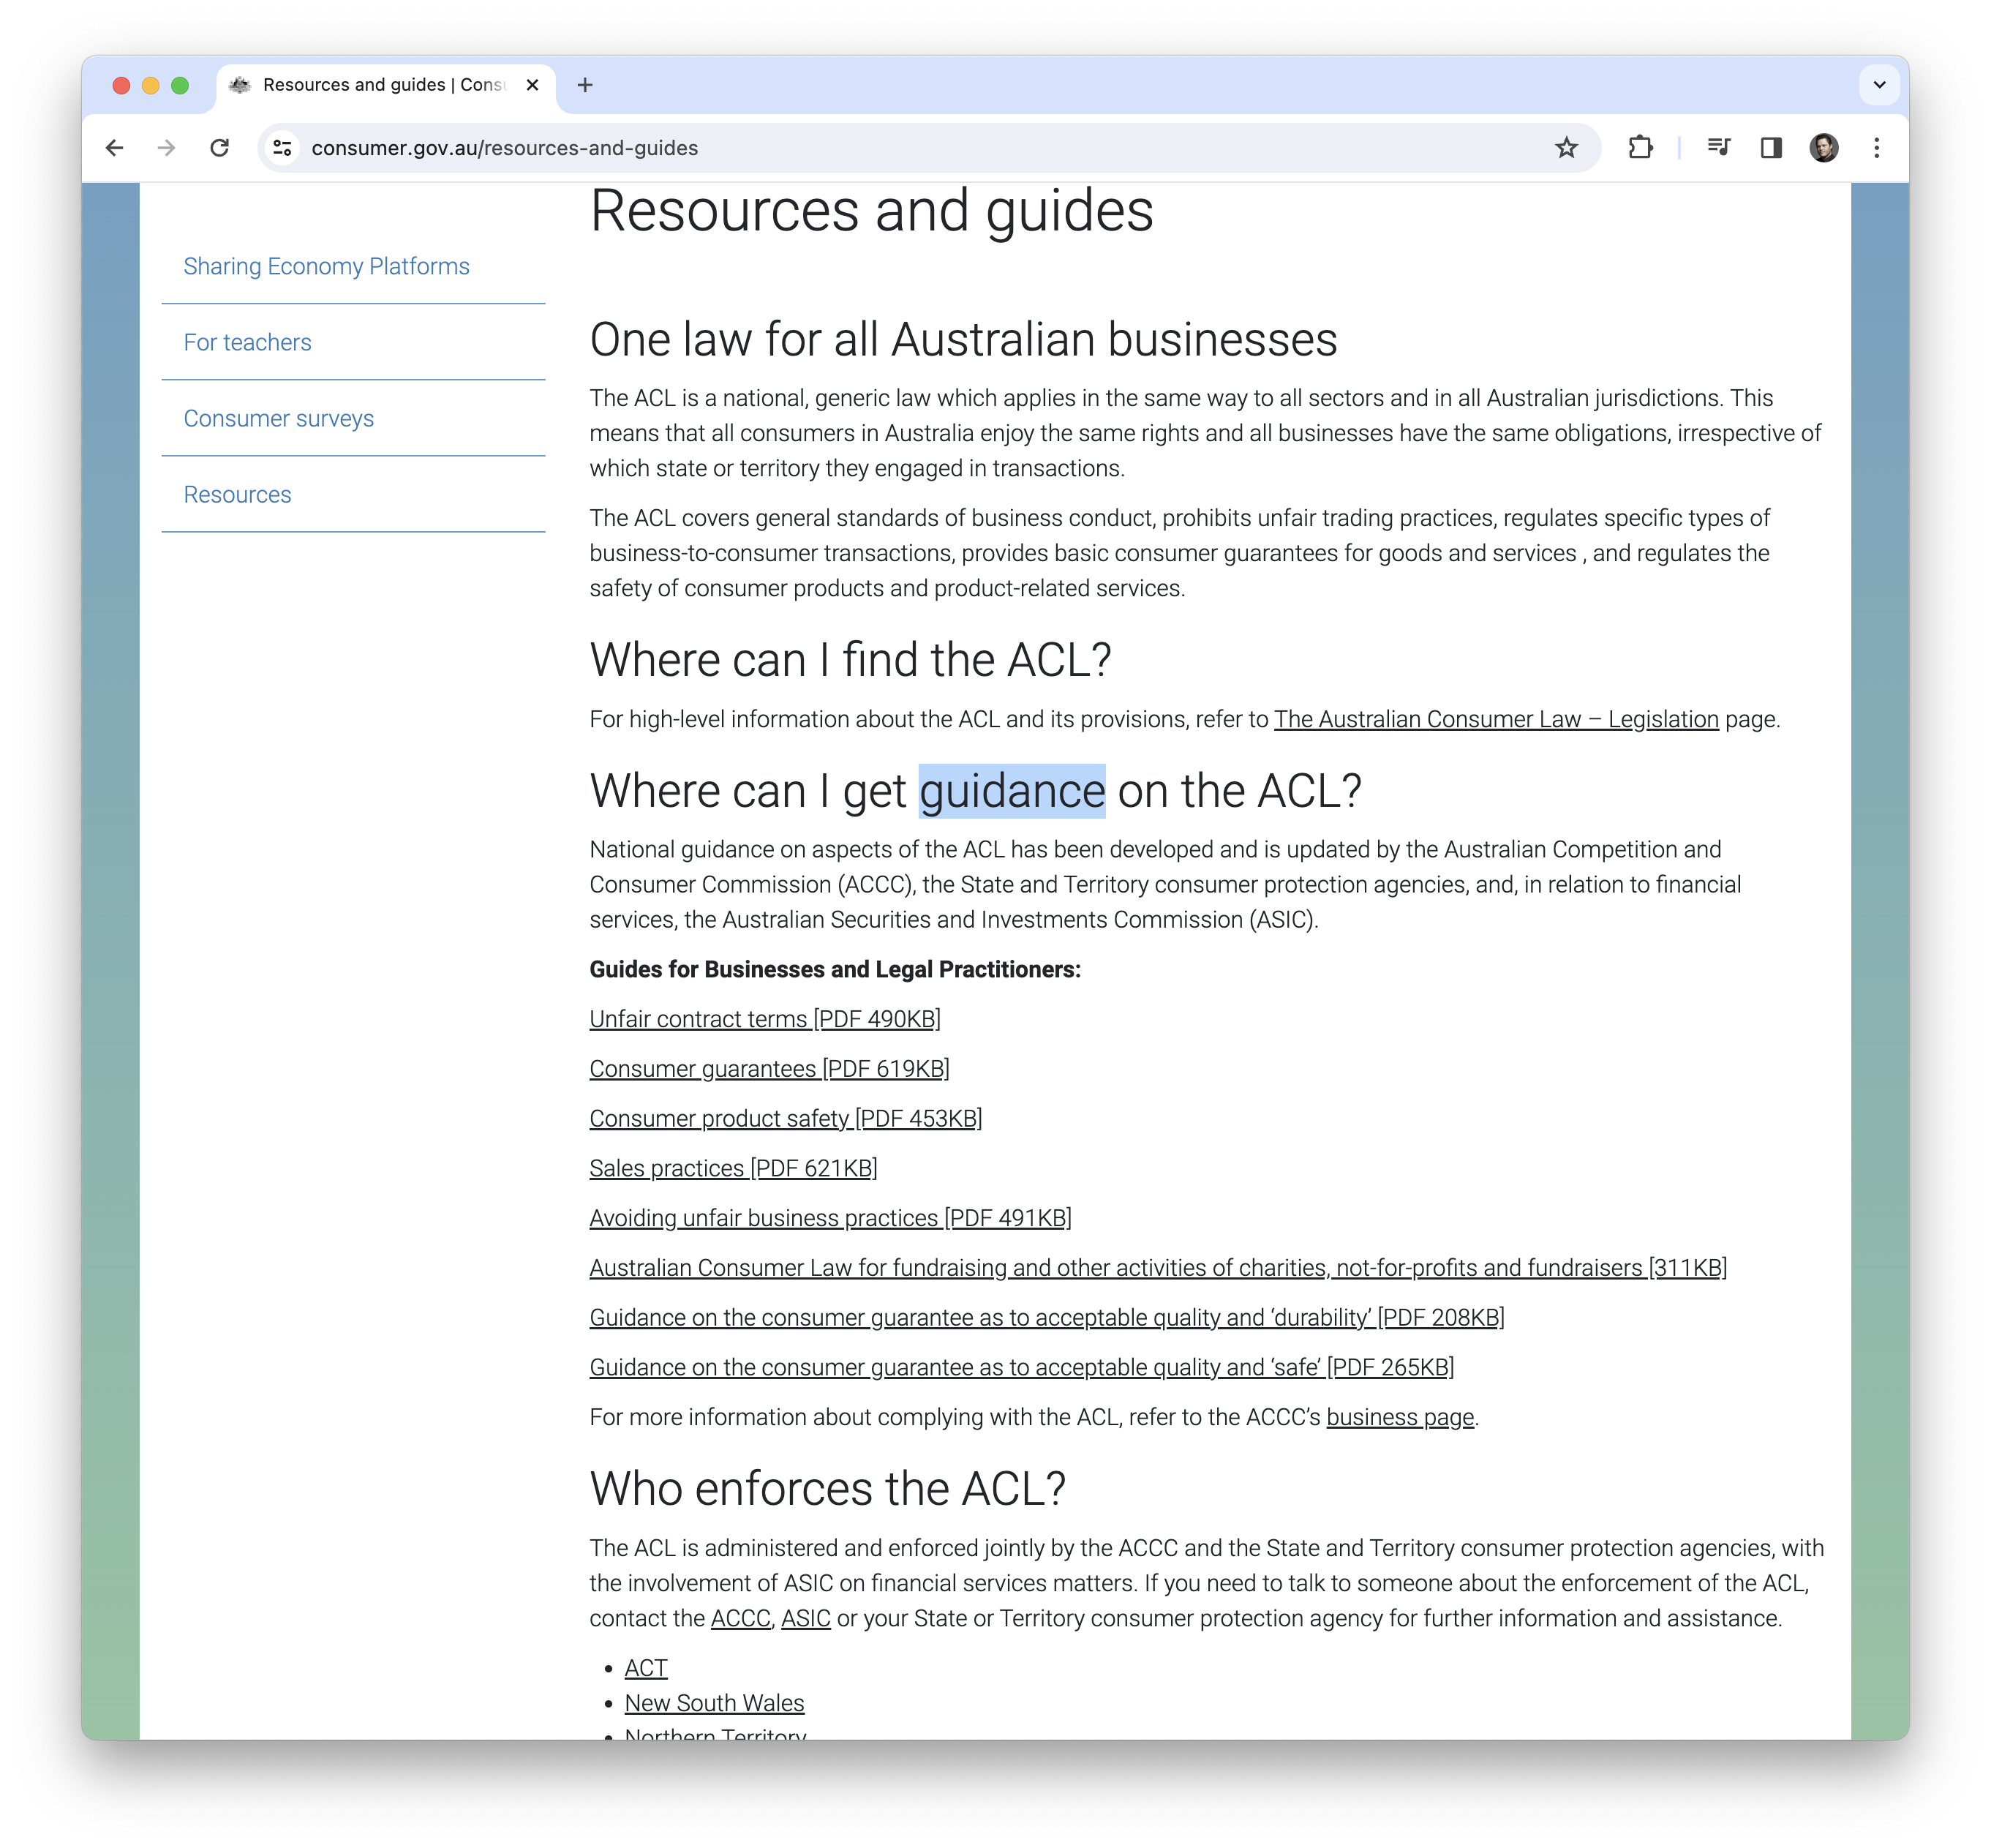 Resources and guides | Cons
consumer.gov.au/resources-and-guides
Sharing Economy Platforms
For teachers
Consumer surveys
Resources
Resources and guides
One law for all Australian businesses
The ACL is a national, generic law which applies in the same way to all sectors and in all Australian jurisdictions. This
means that all consumers in Australia enjoy the same rights and all businesses have the same obligations, irrespective of
which state or territory they engaged in transactions.
The ACL covers general standards of business conduct, prohibits unfair trading practices, regulates specific types of
business-to-consumer transactions, provides basic consumer guarantees for goods and services , and regulates the
safety of consumer products and product-related services.
Where can I find the ACL?
For high-level information about the ACL and its provisions, refer to The Australian Consumer Law – Legislation page.
Where can I get guidance on the ACL?
National guidance on aspects of the ACL has been developed and is updated by the Australian Competition and
Consumer Commission (ACCC), the State and Territory consumer protection agencies, and, in relation to financial
services, the Australian Securities and Investments Commission (ASIC).
Guides for Businesses and Legal Practitioners:
Unfair contract terms [PDF 490KB]
Consumer guarantees [PDF 619KB]
Consumer product safety [PDF 453KB]
Sales practices [PDF 621KB]
Avoiding unfair business practices [PDF 491KB]
Australian Consumer Law for fundraising and other activities of charities, not-for-profits and fundraisers [311KB]
Guidance on the consumer guarantee as to acceptable quality and ‘durability’ [PDF 208KB]
Guidance on the consumer guarantee as to acceptable quality and ‘safe’ [PDF 265KB]
For more information about complying with the ACL, refer to the ACCC’s business page.
Who enforces the ACL?
The ACL is administered and enforced jointly by the ACCC and the State and Territory consumer protection agencies, with
the involvement of ASIC on financial services matters. If you need to talk to someone about the enforcement of the ACL,
contact the ACCC, ASIC or your State or Territory consumer protection agency for further information and assistance.
• ACT
• New South Wales
• Northern Territory